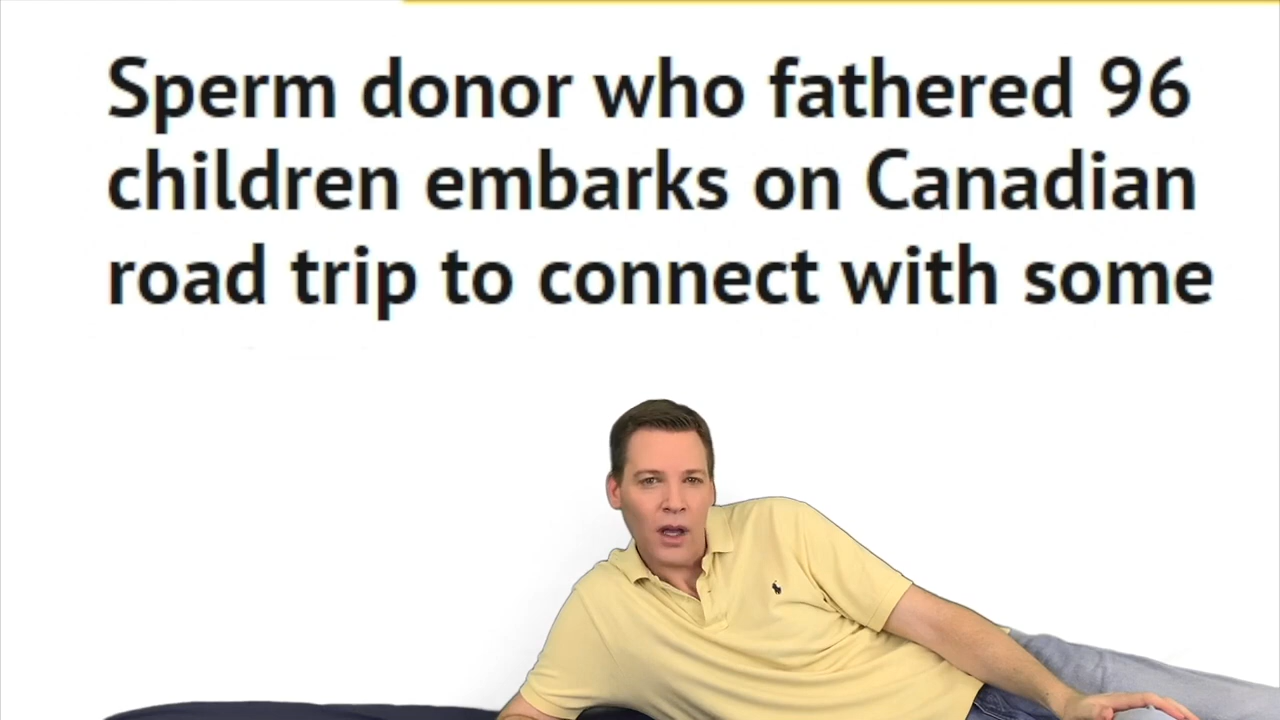 Sperm donor who fathered 96
children embarks on Canadian
road trip to connect with some